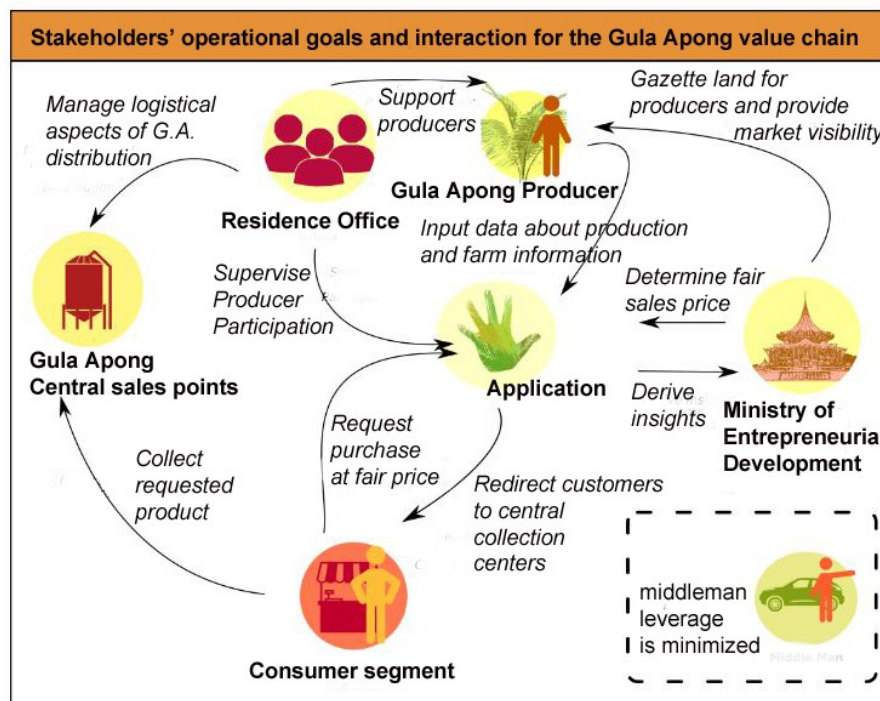 Stakeholders' operational goals and interaction for the Gula Apong value chain
Manage logistical
aspects of G.A.
distribution
Support
producers
Gazette land for
producers and provide
market visibility
Residence Office
Gula Apong Producer
Input data about production
and farm information
Supervise
Producer
Participation
Determine fair
sales price
Gula Apong
Central sales points
Application
Derive
insights
Ministry of
Entrepreneuria
Development
Request
purchase
at fair price
Collect
requested
product
Redirect customers
to central
collection
centers
Consumer segment
middleman
leverage
is minimized
Middle Man